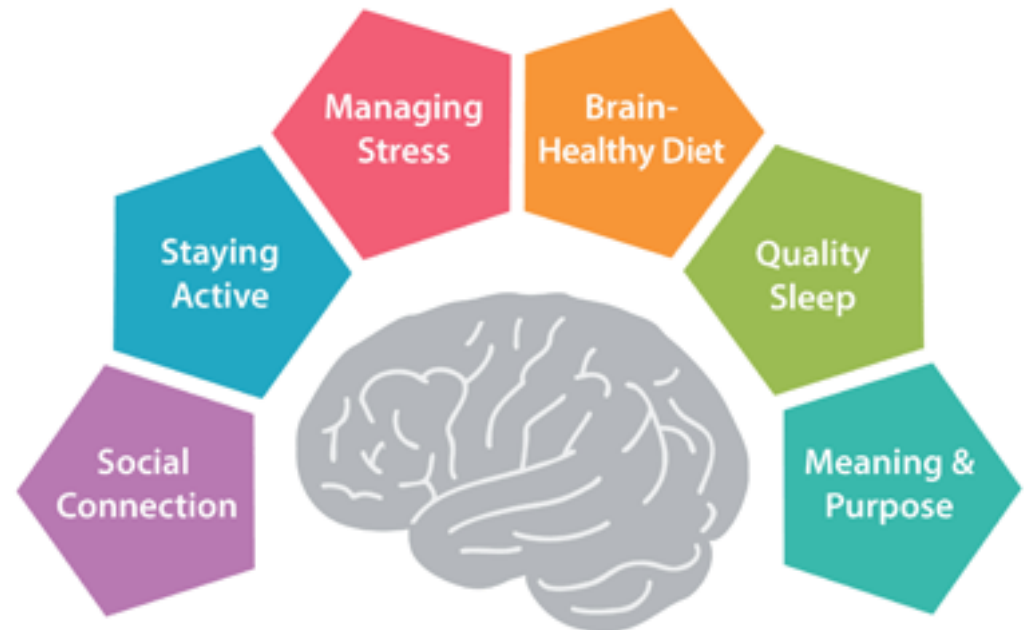 Managing
Stress
Brain-
Healthy Diet
Staying
Active
Quality
Sleep
Social
Connection
Meaning &
Purpose